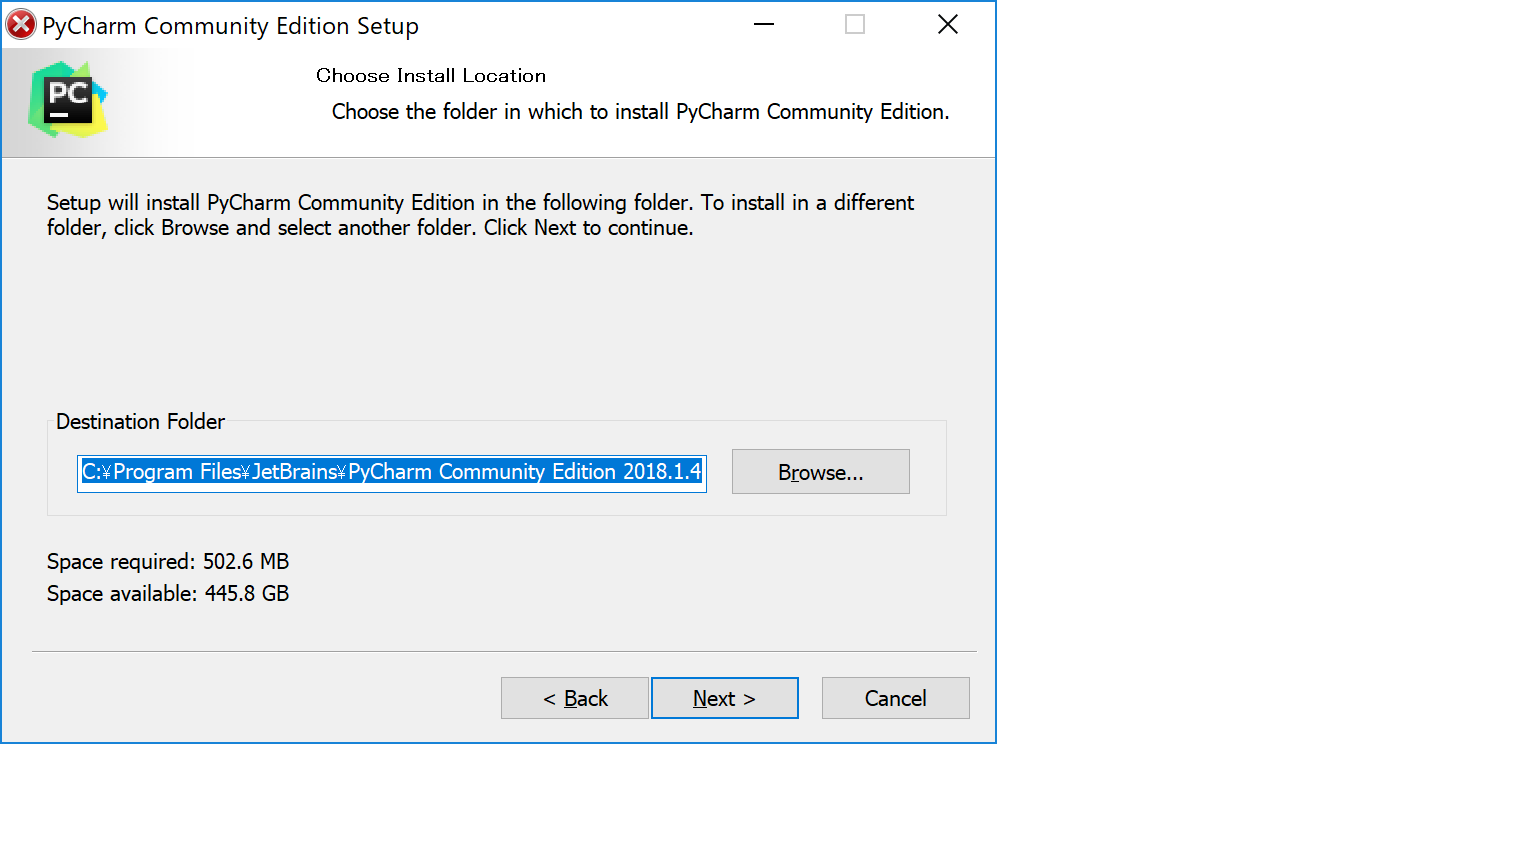 PyCharm Community Edition Setup
PC
Choose Install Location
Choose the folder in which to install PyCharm Community Edition.
Setup will install PyCharm Community Edition in the following folder. To install in a different
folder, click Browse and select another folder. Click Next to continue.
Destination Folder
C:¥Program Files¥JetBrains¥PyCharm Community Edition 2018.1.4
Browse...
Space required: 502.6 MB
Space available: 445.8 GB
< Back
Next >
Cancel